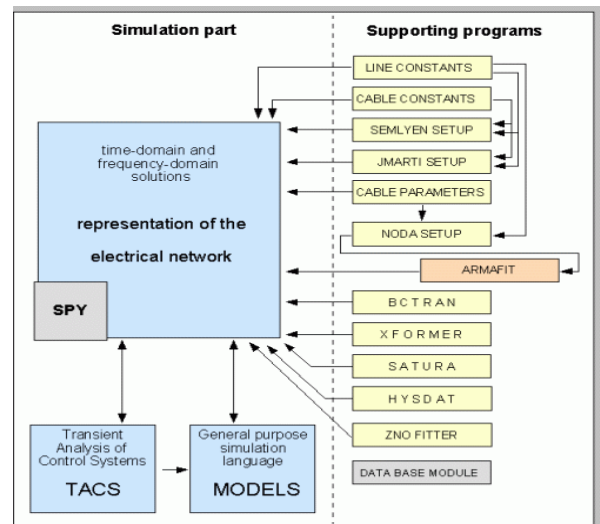 Simulation part
Supporting programs
LINE CONSTANTS
CABLE CONSTANTS
SEMLYEN SETUP
JMARTI SETUP
CABLE PARAMETERS
NODA SETUP
ARMAFIT
BCTRAN
XFORMER
SATURA
HYSDAT
ZNO FITTER
DATA BASE MODULE
time-domain and
frequency-domain
solutions
representation of the
electrical network
SPY
Transient
Analysis of
Control Systems
TACS
General purpose
simulation
language
MODELS